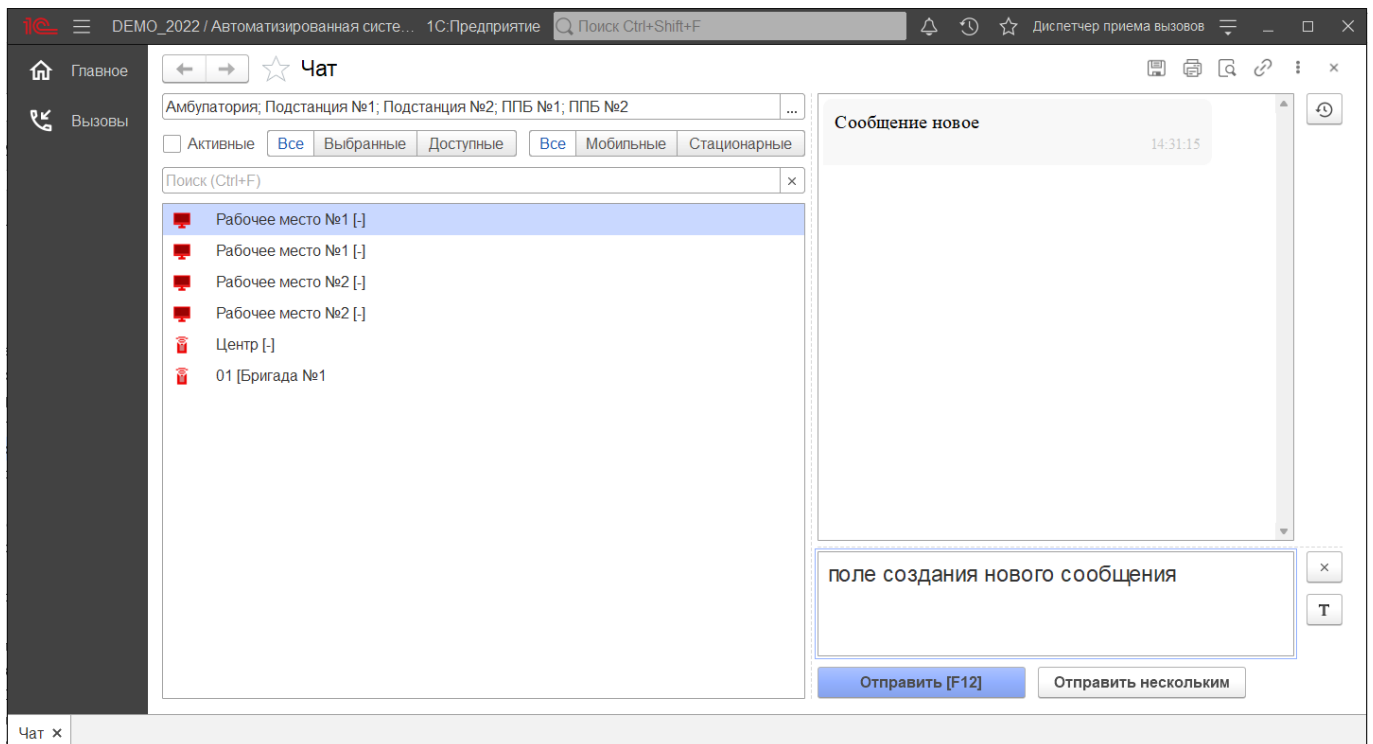 1С DEMO_2022 / Автоматизированная систе... 1С:Предприятие Поиск Ctrl+Shift+F Диспетчер приема вызовов
Главное
Вызовы
Чат
Амбулатория; Подстанция №1; Подстанция №2; ППБ №1; ППБ №2 ...
Активные Все Выбранные Доступные Все Мобильные Стационарные
Поиск (Ctrl+F) ×
Рабочее место №1 [-]
Рабочее место №1 [-]
Рабочее место №2 [-]
Рабочее место №2 [-]
Центр [-]
01 [Бригада №1
Сообщение новое
14:31:15
поле создания нового сообщения
T
Отправить [F12] Отправить нескольким
Чат ×